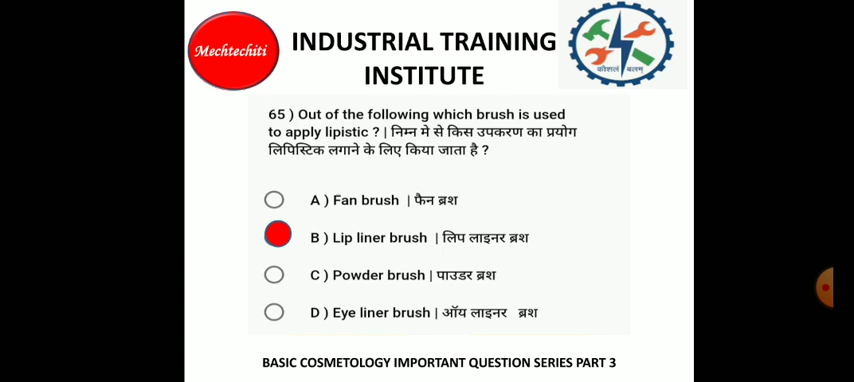 Mechtechiti
INDUSTRIAL TRAINING
INSTITUTE
कौशलं बलम्
65 ) Out of the following which brush is used
to apply lipistic ? | निम्न मे से किस उपकरण का प्रयोग
लिपिस्टिक लगाने के लिए किया जाता है ?
A ) Fan brush | फैन ब्रश
B ) Lip liner brush | लिप लाइनर ब्रश
C ) Powder brush | पाउडर ब्रश
D ) Eye liner brush | ऑय लाइनर ब्रश
BASIC COSMETOLOGY IMPORTANT QUESTION SERIES PART 3